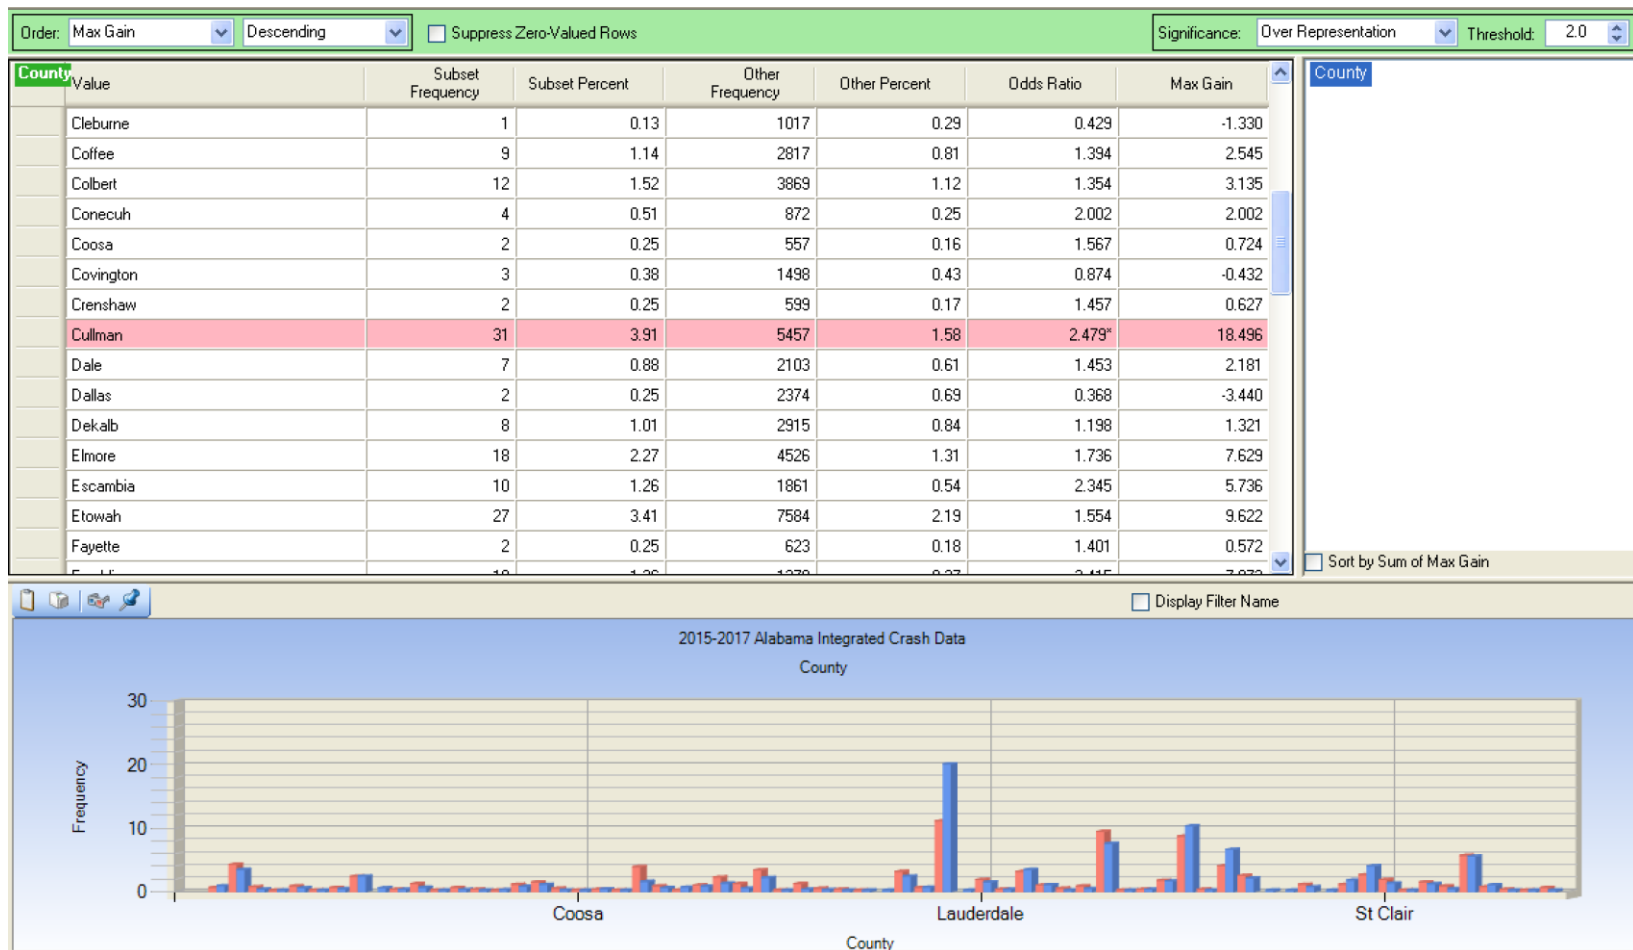 Order: Max Gain Descending Suppress Zero-Valued Rows Significance: Over Representation Threshold: 2.0
County Value Subset Frequency Subset Percent Other Frequency Other Percent Odds Ratio Max Gain
County
Cleburne 1 0.13 1017 0.29 0.429 -1.330
Coffee 9 1.14 2817 0.81 1.394 2.545
Colbert 12 1.52 3869 1.12 1.354 3.135
Conecuh 4 0.51 872 0.25 2.002 2.002
Coosa 2 0.25 557 0.16 1.567 0.724
Covington 3 0.38 1498 0.43 0.874 -0.432
Crenshaw 2 0.25 599 0.17 1.457 0.627
Cullman 31 3.91 5457 1.58 2.479* 18.496
Dale 7 0.88 2103 0.61 1.453 2.181
Dallas 2 0.25 2374 0.69 0.368 -3.440
Dekalb 8 1.01 2915 0.84 1.198 1.321
Elmore 18 2.27 4526 1.31 1.736 7.629
Escambia 10 1.26 1861 0.54 2.345 5.736
Etowah 27 3.41 7584 2.19 1.554 9.622
Fayette 2 0.25 623 0.18 1.401 0.572
Sort by Sum of Max Gain
Display Filter Name
2015-2017 Alabama Integrated Crash Data
County
30
20
10
0
Frequency
Coosa Lauderdale St Clair
County